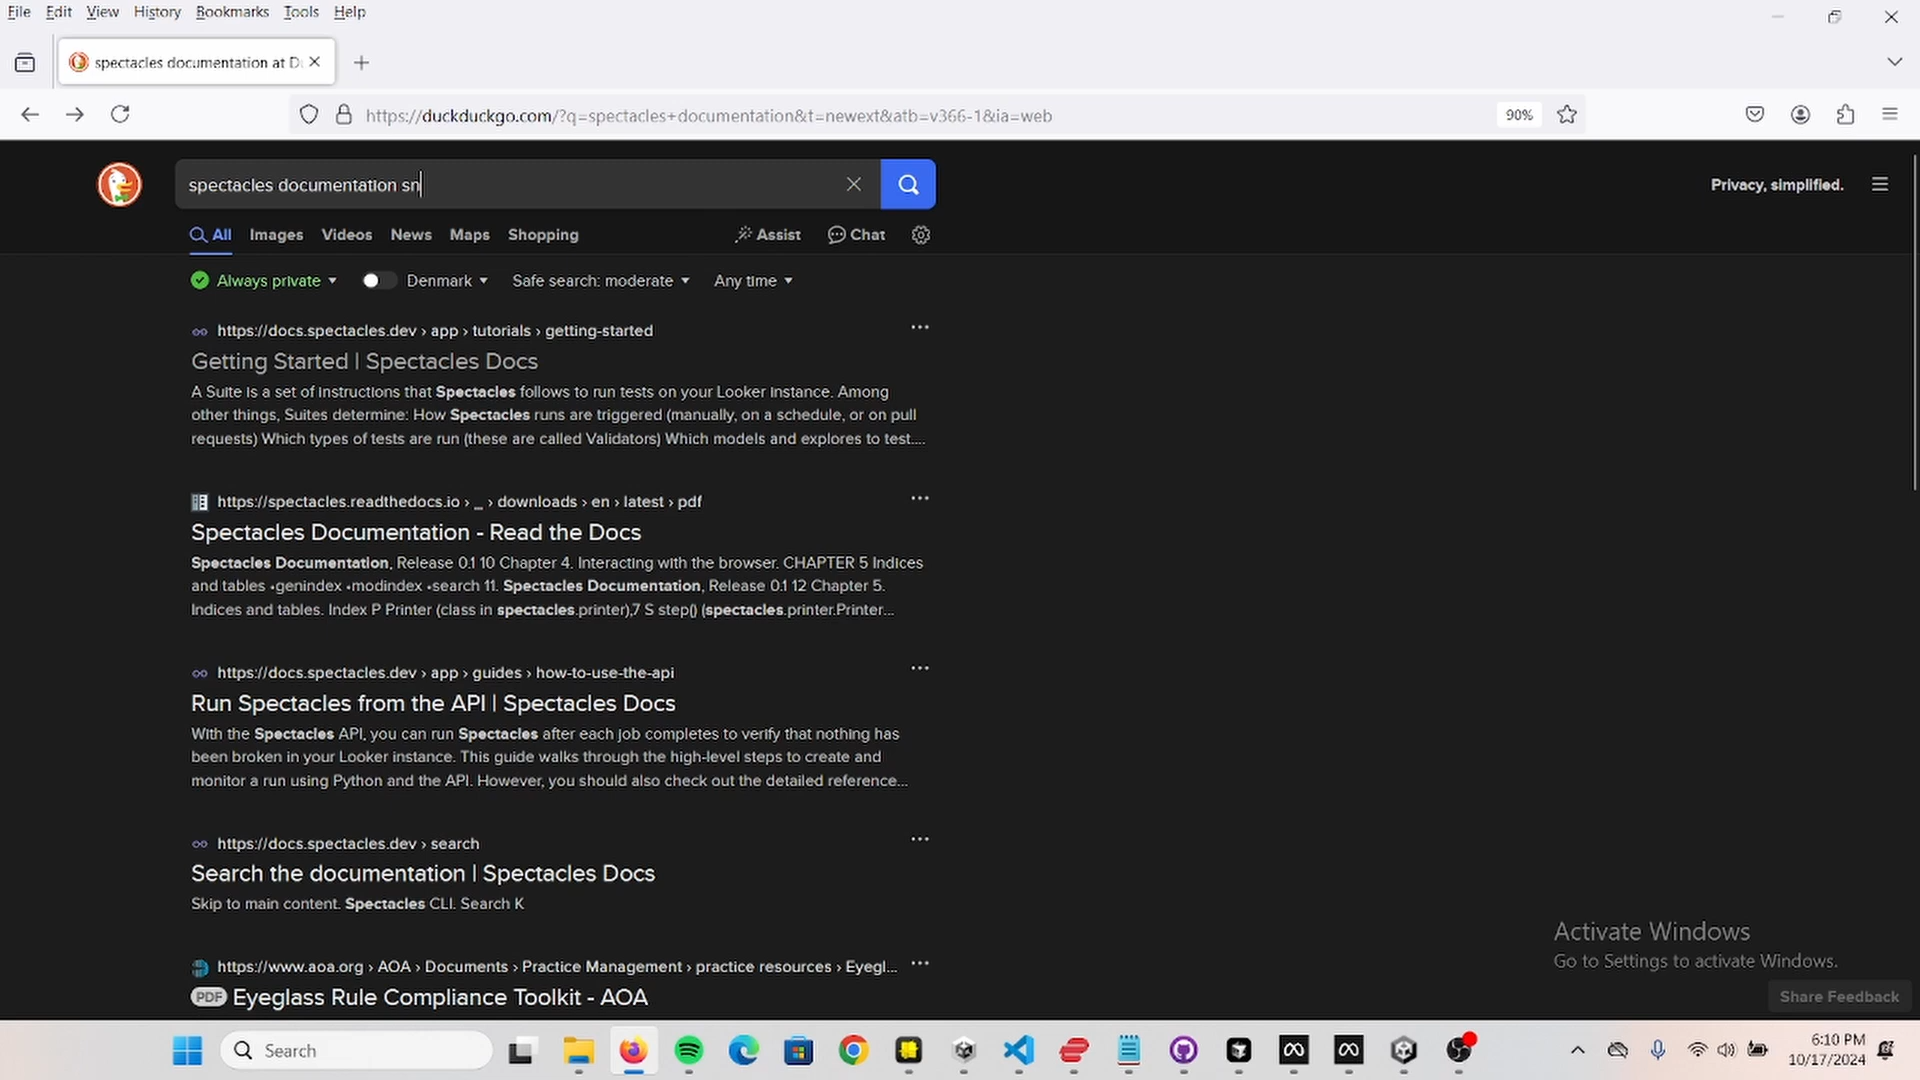 File Edit View History Bookmarks Tools Help
spectacles documentation at D
https://duckduckgo.com/?q=spectacles+documentation&t=newext&atb=v366-1&ia=web
90%
spectacles documentation sn
Privacy, simplified.
All Images Videos News Maps Shopping Assist Chat
Always private Denmark Safe search: moderate Any time
https://docs.spectacles.dev › app › tutorials › getting-started
Getting Started | Spectacles Docs
A Suite is a set of instructions that Spectacles follows to run tests on your Looker instance. Among
other things, Suites determine: How Spectacles runs are triggered (manually, on a schedule, or on pull
requests) Which types of tests are run (these are called Validators) Which models and explores to test....
https://spectacles.readthedocs.io › _ › downloads › en › latest › pdf
Spectacles Documentation - Read the Docs
Spectacles Documentation, Release 0.1 10 Chapter 4. Interacting with the browser. CHAPTER 5 Indices
and tables •genindex •modindex •search 11. Spectacles Documentation, Release 0.1 12 Chapter 5.
Indices and tables. Index P Printer (class in spectacles.printer),7 S step() (spectacles.printer.Printer...
https://docs.spectacles.dev › app › guides › how-to-use-the-api
Run Spectacles from the API | Spectacles Docs
With the Spectacles API, you can run Spectacles after each job completes to verify that nothing has
been broken in your Looker instance. This guide walks through the high-level steps to create and
monitor a run using Python and the API. However, you should also check out the detailed reference...
https://docs.spectacles.dev › search
Search the documentation | Spectacles Docs
Skip to main content. Spectacles CLI. Search K
https://www.aoa.org › AOA › Documents › Practice Management › practice resources › Eyegl...
PDF Eyeglass Rule Compliance Toolkit - AOA
Activate Windows
Go to Settings to activate Windows.
Share Feedback
Search
6:10 PM
10/17/2024